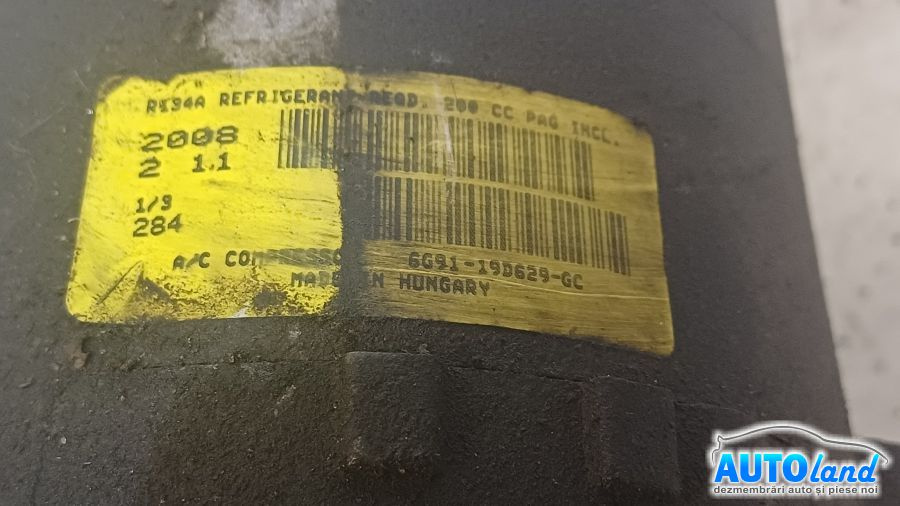 R134A REFRIGERANT REQD. 200 CC PAG INCL.
2008
2 1.1
1/3
284
A/C COMPRESSOR 6G91-19D629-GC
MADE IN HUNGARY
AUTOland
dezmembrări auto și piese noi